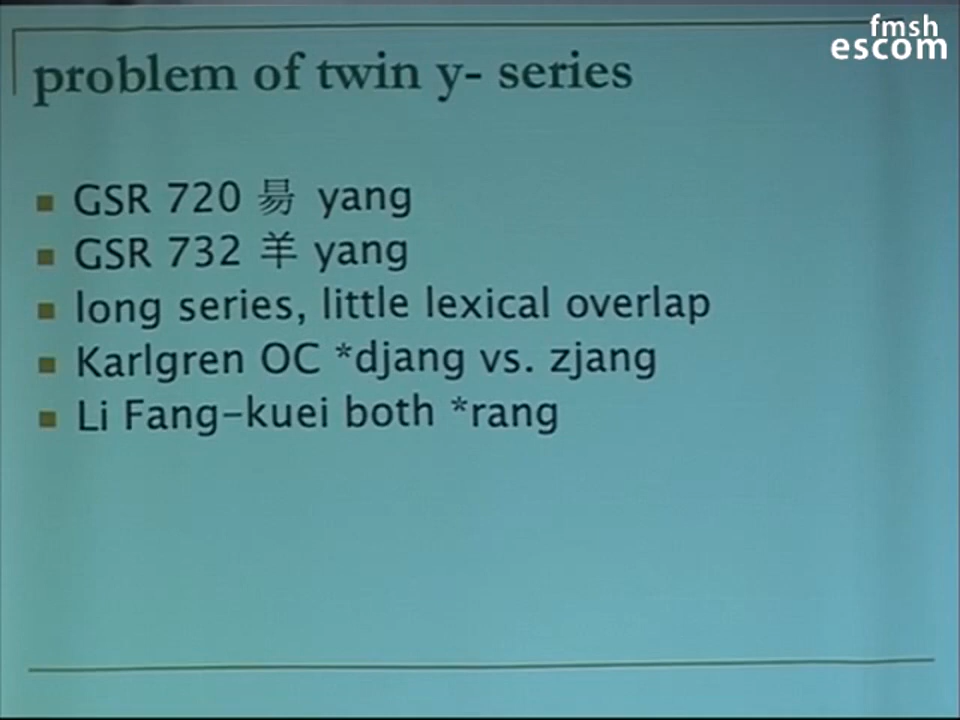 fmsh
escom
problem of twin y- series
GSR 720 昜 yang
GSR 732 羊 yang
long series, little lexical overlap
Karlgren OC *djang vs. zjang
Li Fang-kuei both *rang